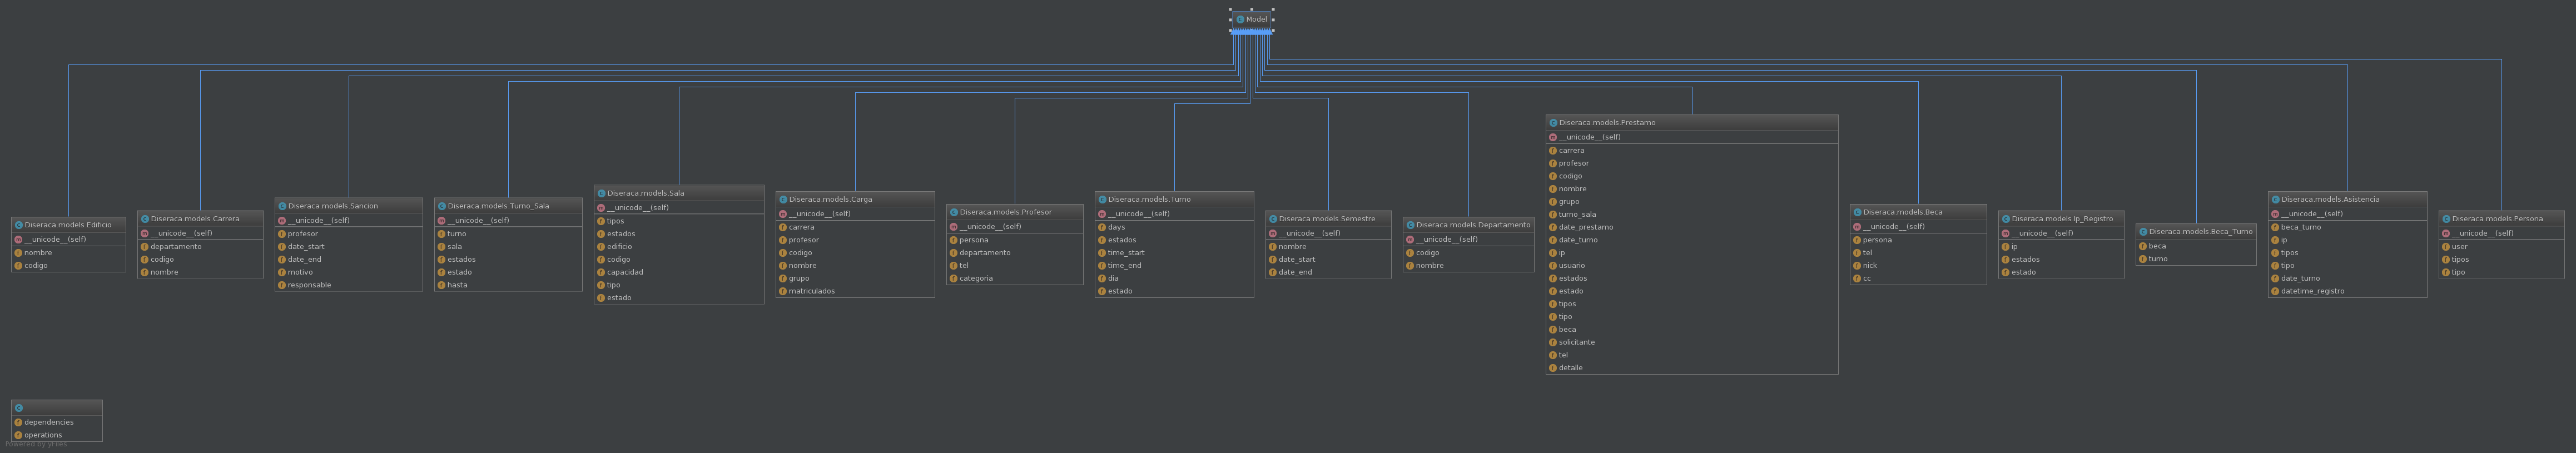 Model
Diseraca.models.Edificio
__unicode__(self)
nombre
codigo
Diseraca.models.Carrera
__unicode__(self)
departamento
codigo
nombre
Diseraca.models.Sancion
__unicode__(self)
profesor
date_start
date_end
motivo
responsable
Diseraca.models.Turno_Sala
__unicode__(self)
turno
sala
estados
estado
hasta
Diseraca.models.Sala
__unicode__(self)
tipos
estados
edificio
codigo
capacidad
tipo
estado
Diseraca.models.Carga
__unicode__(self)
carrera
profesor
codigo
nombre
grupo
matriculados
Diseraca.models.Profesor
__unicode__(self)
persona
departamento
tel
categoria
Diseraca.models.Turno
__unicode__(self)
days
estados
time_start
time_end
dia
estado
Diseraca.models.Semestre
__unicode__(self)
nombre
date_start
date_end
Diseraca.models.Departamento
__unicode__(self)
codigo
nombre
Diseraca.models.Prestamo
__unicode__(self)
carrera
profesor
codigo
nombre
grupo
turno_sala
date_prestamo
date_turno
ip
usuario
estados
estado
tipos
tipo
beca
solicitante
tel
detalle
Diseraca.models.Beca
__unicode__(self)
persona
tel
nick
cc
Diseraca.models.Ip_Registro
__unicode__(self)
ip
estados
estado
Diseraca.models.Beca_Turno
beca
turno
Diseraca.models.Asistencia
__unicode__(self)
beca_turno
ip
tipos
tipo
date_turno
datetime_registro
Diseraca.models.Persona
__unicode__(self)
user
tipos
tipo
dependencies
operations
Powered by yFiles